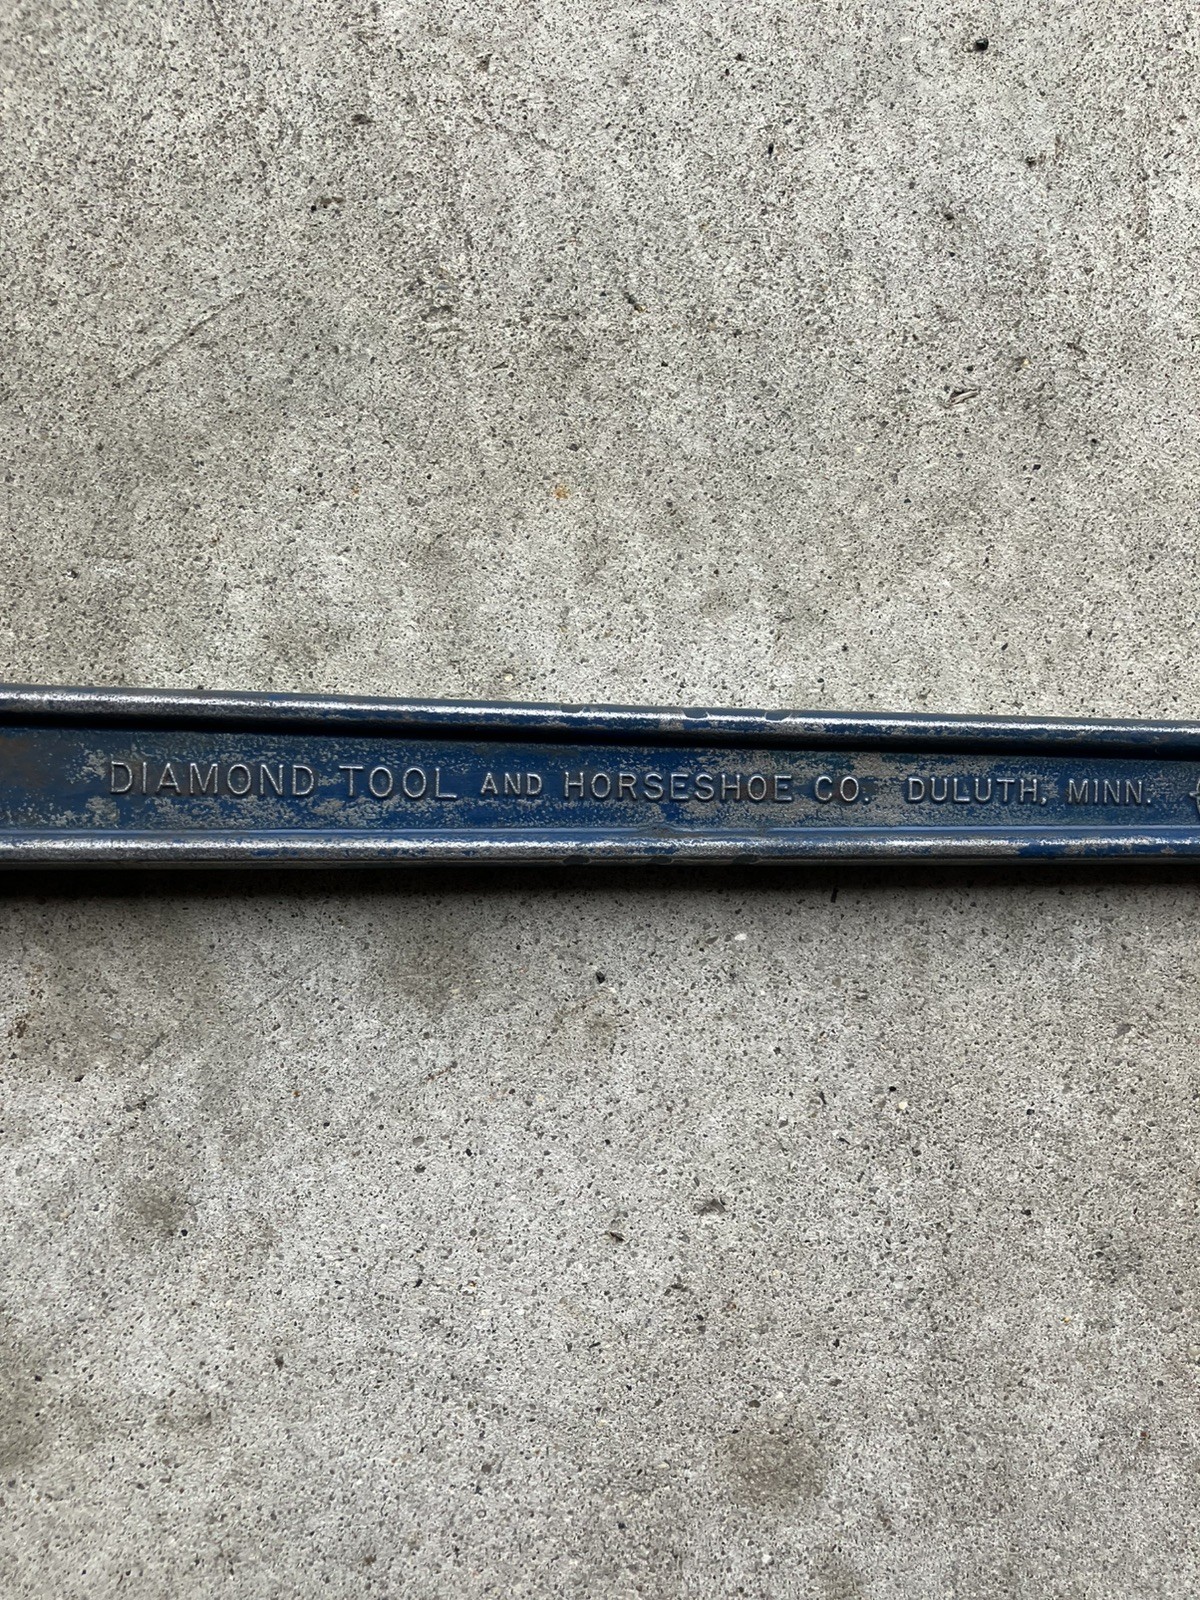 DIAMOND TOOL AND HORSESHOE CO. DULUTH, MINN.